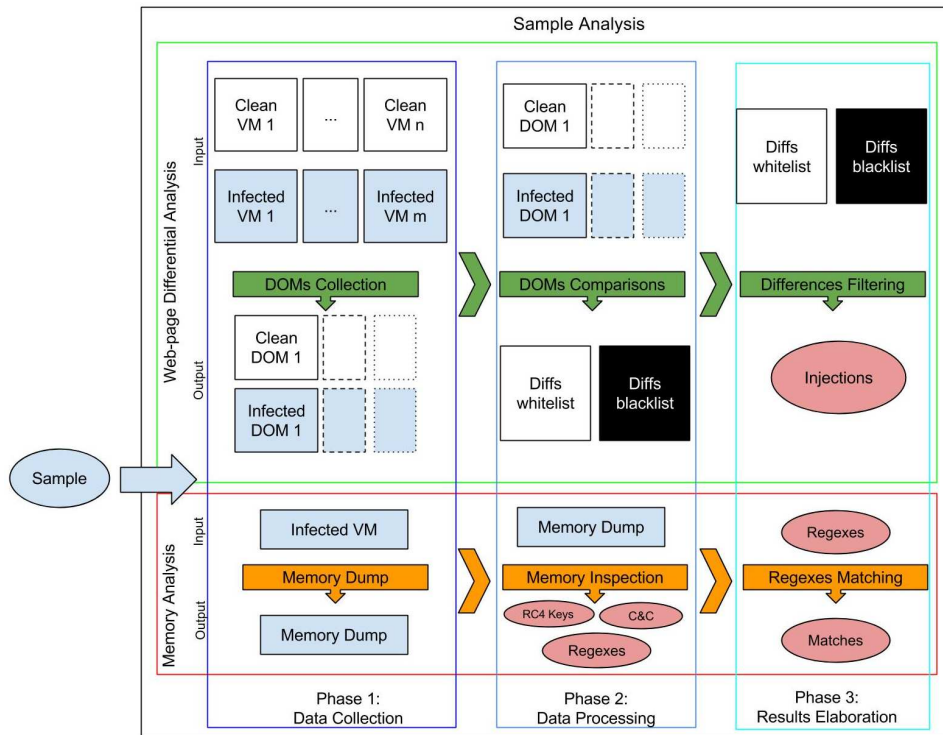 Sample Analysis
Web-page Differential Analysis
Input
Clean
VM 1
...
Clean
VM n
Infected
VM 1
...
Infected
VM m
DOMs Collection
Output
Clean
DOM 1
Infected
DOM 1
Clean
DOM 1
Infected
DOM 1
DOMs Comparisons
Diffs
whitelist
Diffs
blacklist
Diffs
whitelist
Diffs
blacklist
Differences Filtering
Injections
Sample
Memory Analysis
Input
Infected VM
Memory Dump
Output
Memory Dump
Memory Dump
Memory Inspection
RC4 Keys
C&C
Regexes
Regexes
Regexes Matching
Matches
Phase 1:
Data Collection
Phase 2:
Data Processing
Phase 3:
Results Elaboration